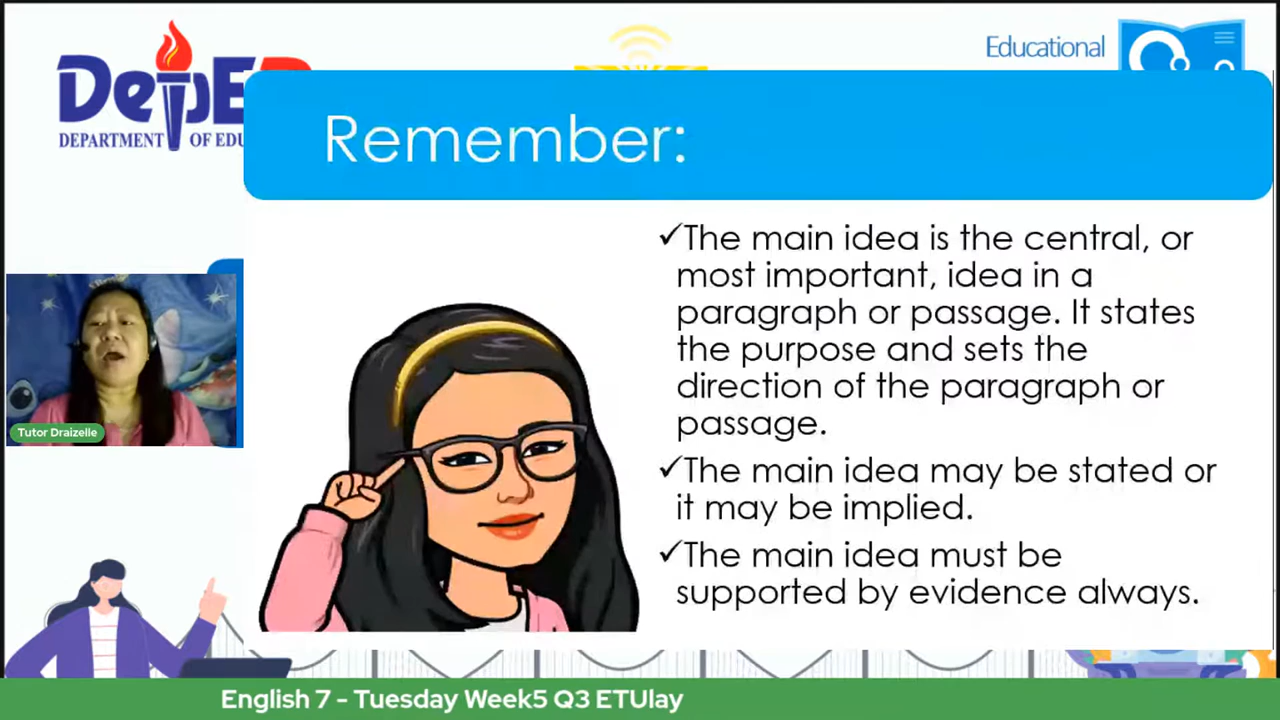 DepED
DEPARTMENT OF EDU
Educational
Remember:
✓The main idea is the central, or
most important, idea in a
paragraph or passage. It states
the purpose and sets the
direction of the paragraph or
passage.
✓The main idea may be stated or
it may be implied.
✓The main idea must be
supported by evidence always.
Tutor Draizelle
English 7 - Tuesday Week5 Q3 ETUlay